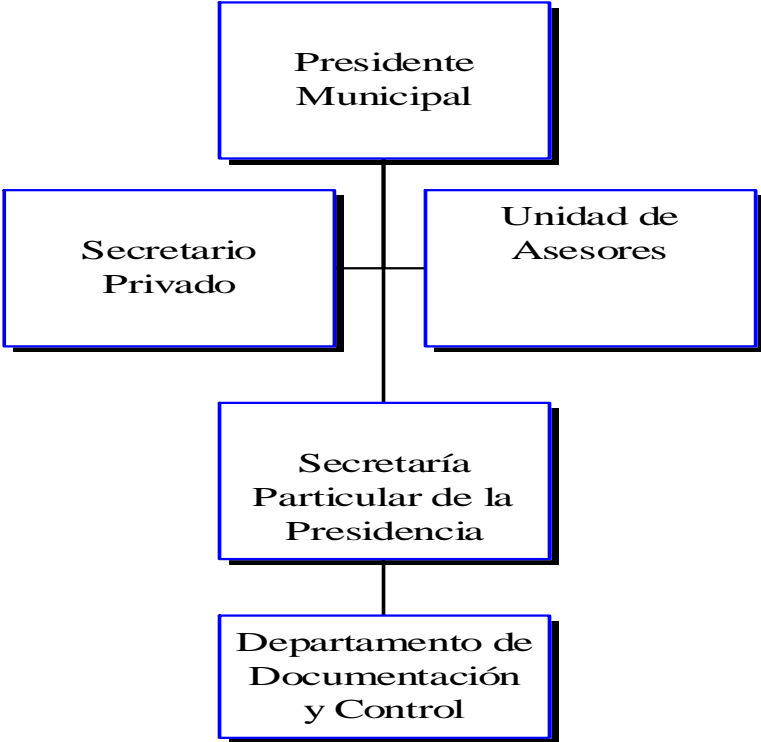 Presidente
Municipal
Secretario
Privado
Unidad de
Asesores
Secretaría
Particular de la
Presidencia
Departamento de
Documentación
y Control